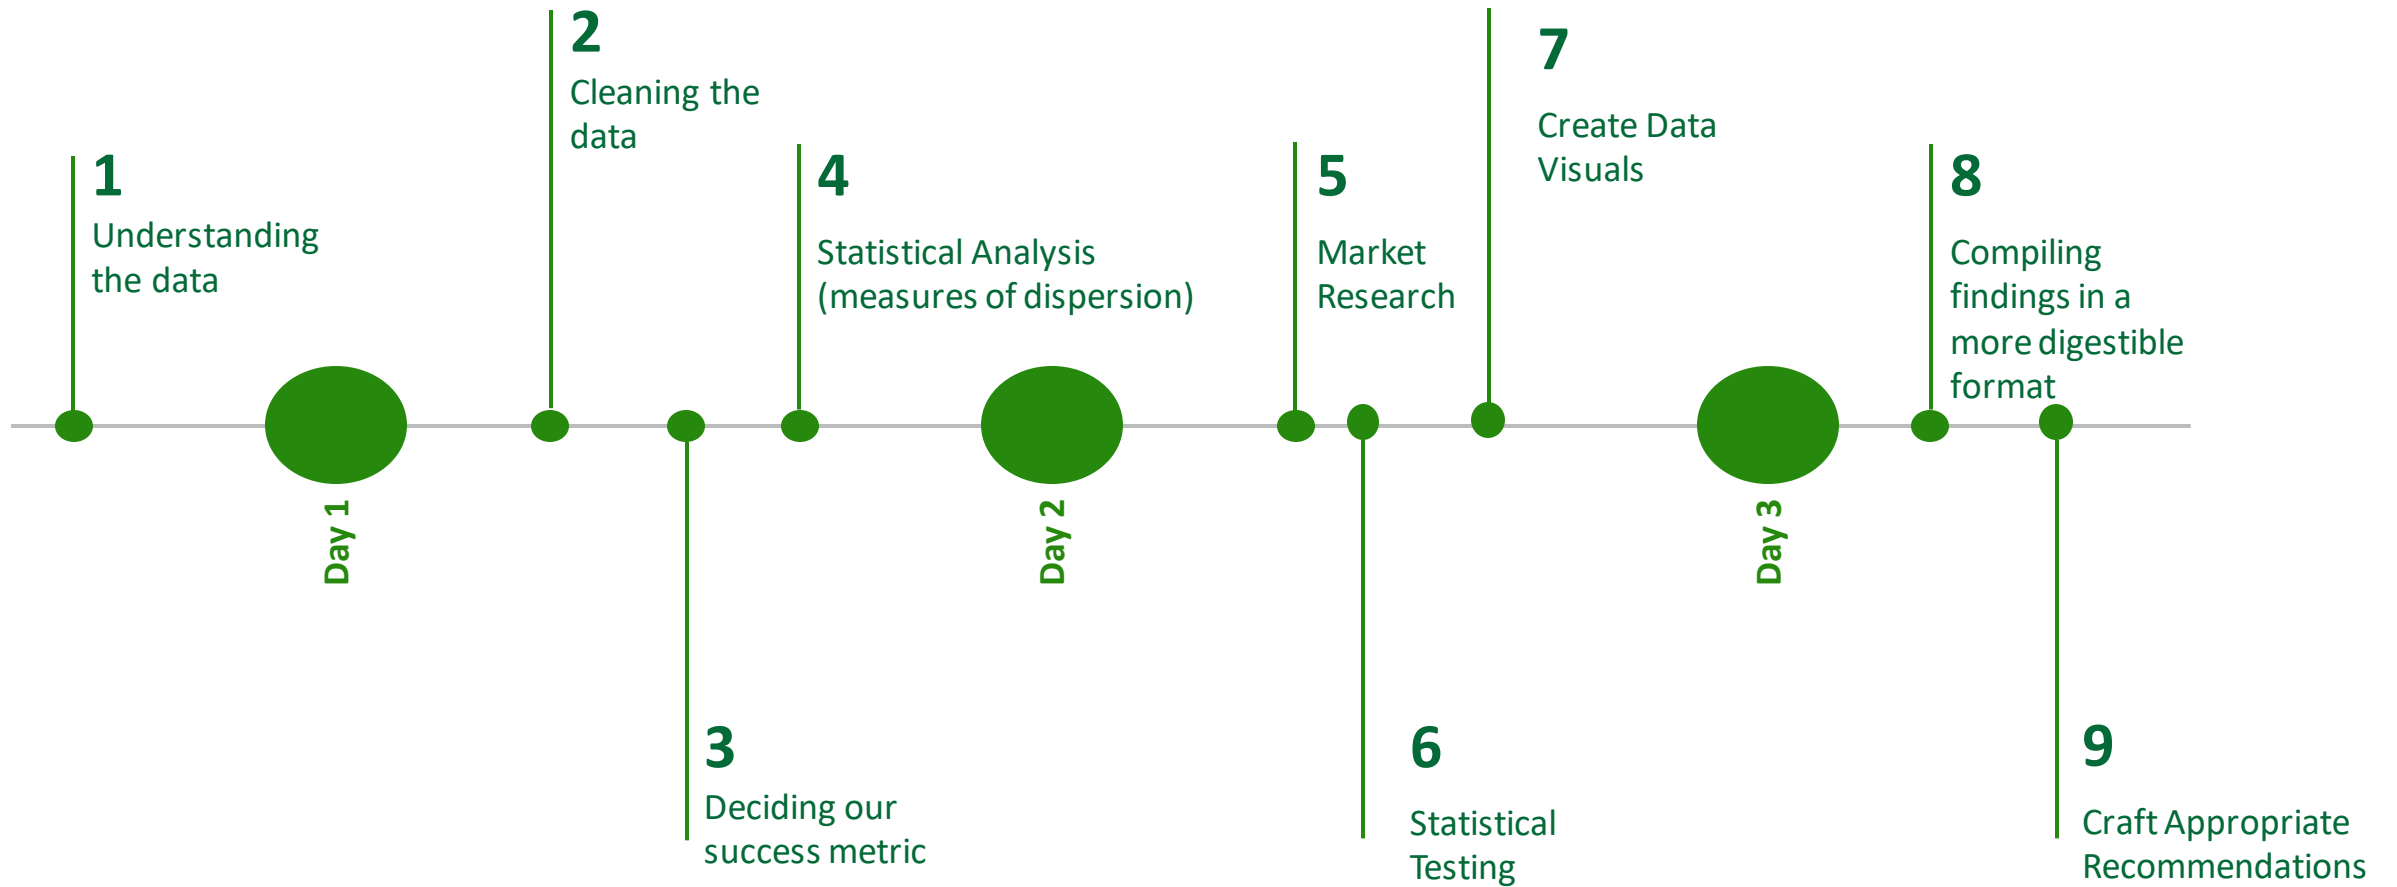 1
Understanding
the data
Day 1
2
Cleaning the
data
3
Deciding our
success metric
4
Statistical Analysis
(measures of dispersion)
Day 2
5
Market
Research
6
Statistical
Testing
7
Create Data
Visuals
Day 3
8
Compiling
findings in a
more digestible
format
9
Craft Appropriate
Recommendations